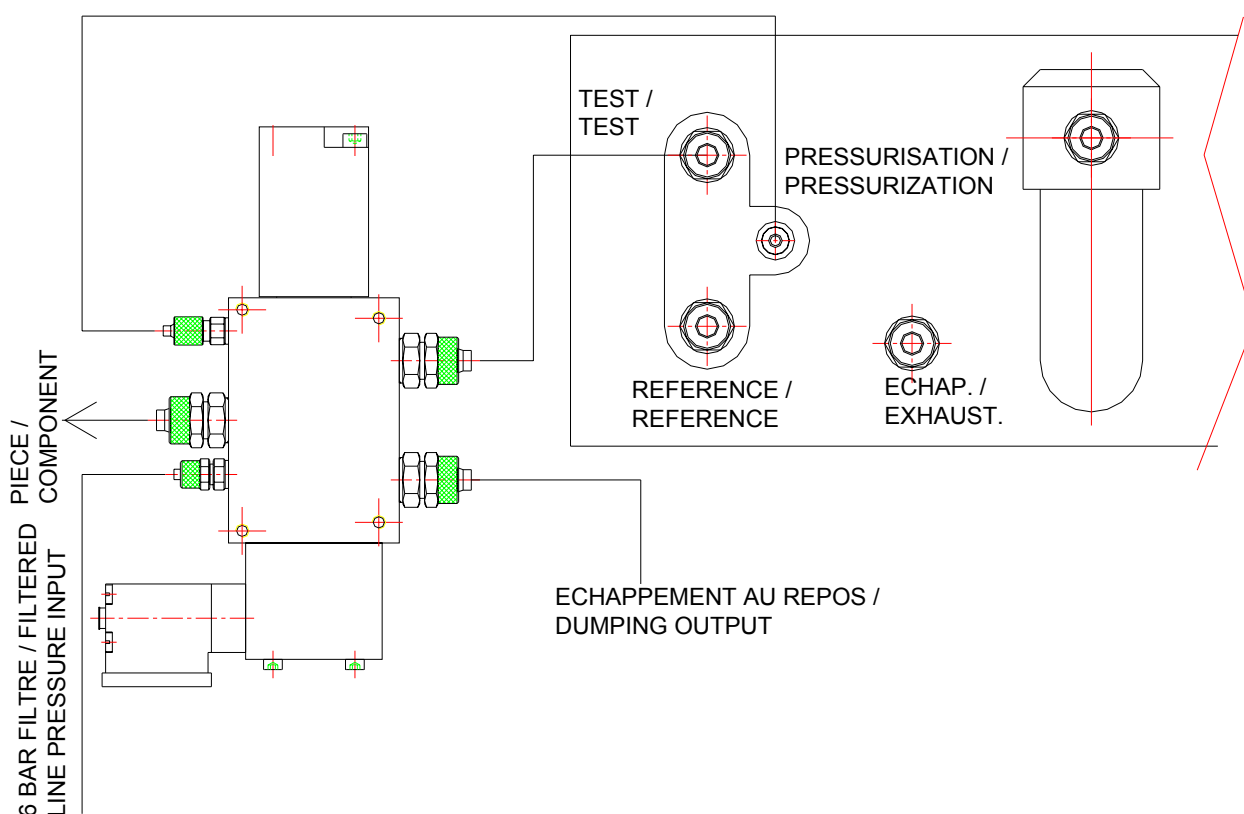 TEST /
TEST
PRESSURISATION /
PRESSURIZATION
REFERENCE /
REFERENCE
ECHAP. /
EXHAUST.
PIECE /
COMPONENT
6 BAR FILTRE / FILTERED
LINE PRESSURE INPUT
ECHAPPEMENT AU REPOS /
DUMPING OUTPUT